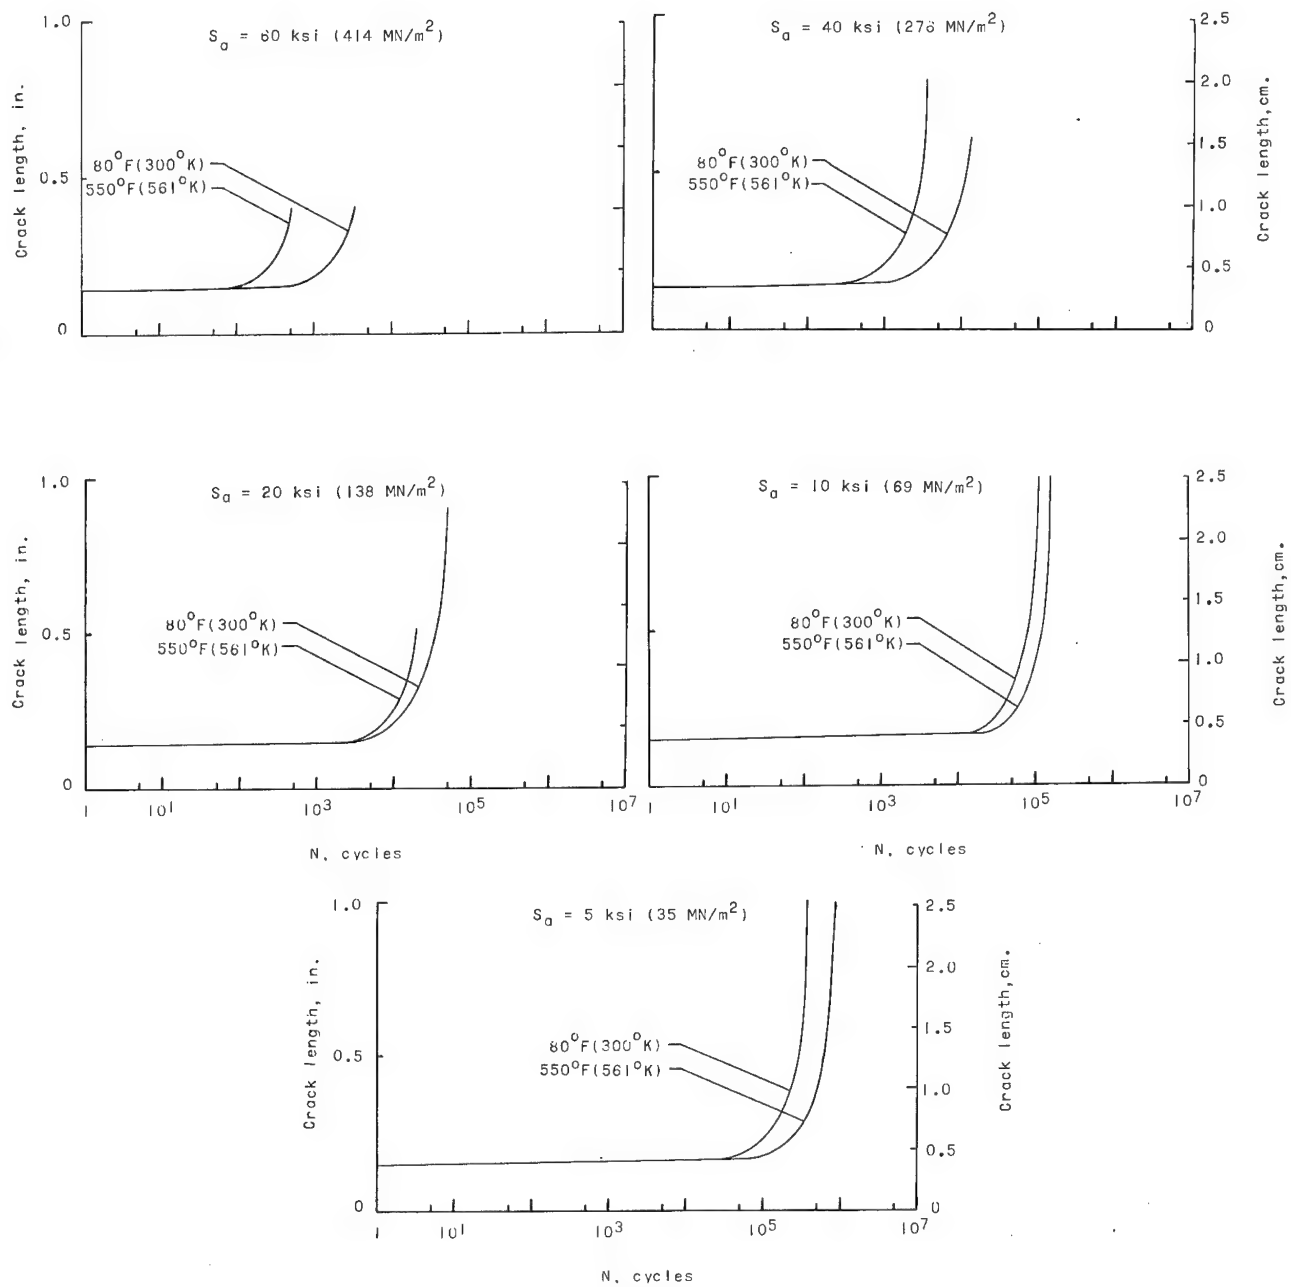 1.0
S_a = 60 ksi (414 MN/m²)
Crack length, in.
80°F(300°K)
0.5
550°F(561°K)
0
S_a = 40 ksi (276 MN/m²)
2.5
2.0
Crack length,cm.
1.5
80°F(300°K)
550°F(561°K)
1.0
0.5
0
1.0
S_a = 20 ksi (138 MN/m²)
Crack length, in.
80°F(300°K)
0.5
550°F(561°K)
0
1 10¹ 10³ 10⁵ 10⁷
N, cycles
S_a = 10 ksi (69 MN/m²)
2.5
2.0
Crack length,cm.
1.5
80°F(300°K)
550°F(561°K)
1.0
0.5
0
1 10¹ 10³ 10⁵ 10⁷
N, cycles
1.0
S_a = 5 ksi (35 MN/m²)
2.5
2.0
Crack length, in.
Crack length,cm.
1.5
80°F(300°K)
0.5
550°F(561°K)
1.0
0.5
0
0
1 10¹ 10³ 10⁵ 10⁷
N, cycles